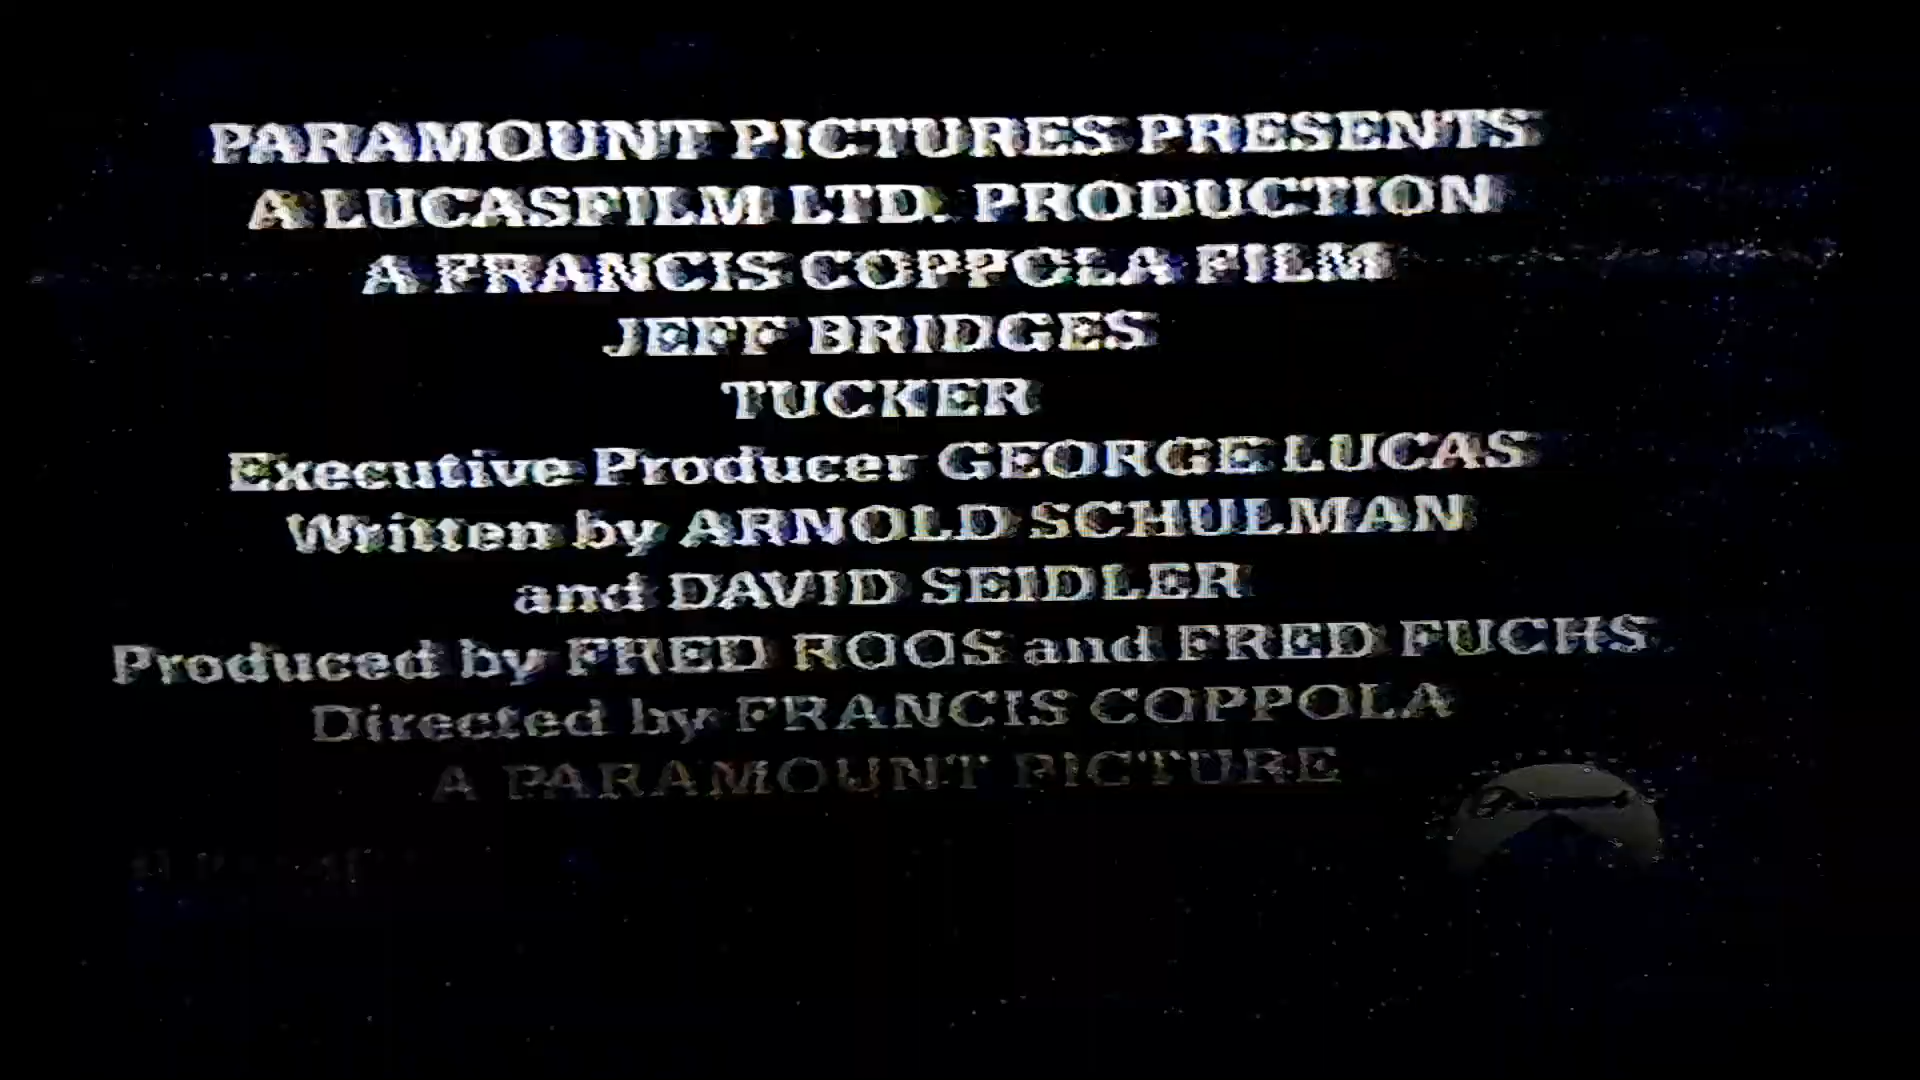 PARAMOUNT PICTURES PRESENTS
A LUCASFILM LTD. PRODUCTION
A FRANCIS COPPOLA FILM
JEFF BRIDGES
TUCKER
Executive Producer GEORGE LUCAS
Written by ARNOLD SCHULMAN
and DAVID SEIDLER
Produced by FRED ROOS and FRED FUCHS
Directed by FRANCIS COPPOLA
A PARAMOUNT PICTURE